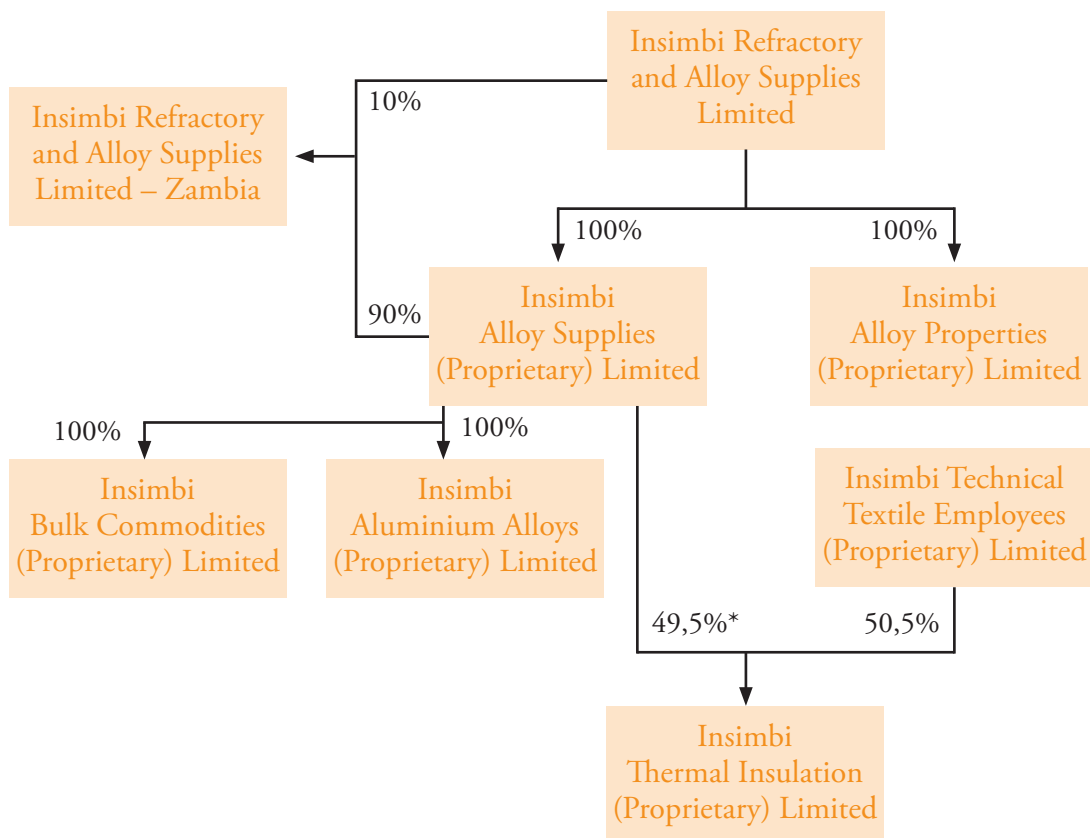 Insimbi Refractory
and Alloy Supplies
Limited
10%
Insimbi Refractory
and Alloy Supplies
Limited – Zambia
100%
100%
90%
Insimbi
Alloy Supplies
(Proprietary) Limited
Insimbi
Alloy Properties
(Proprietary) Limited
100%
100%
Insimbi
Bulk Commodities
(Proprietary) Limited
Insimbi
Aluminium Alloys
(Proprietary) Limited
Insimbi Technical
Textile Employees
(Proprietary) Limited
49,5%*
50,5%
Insimbi
Thermal Insulation
(Proprietary) Limited